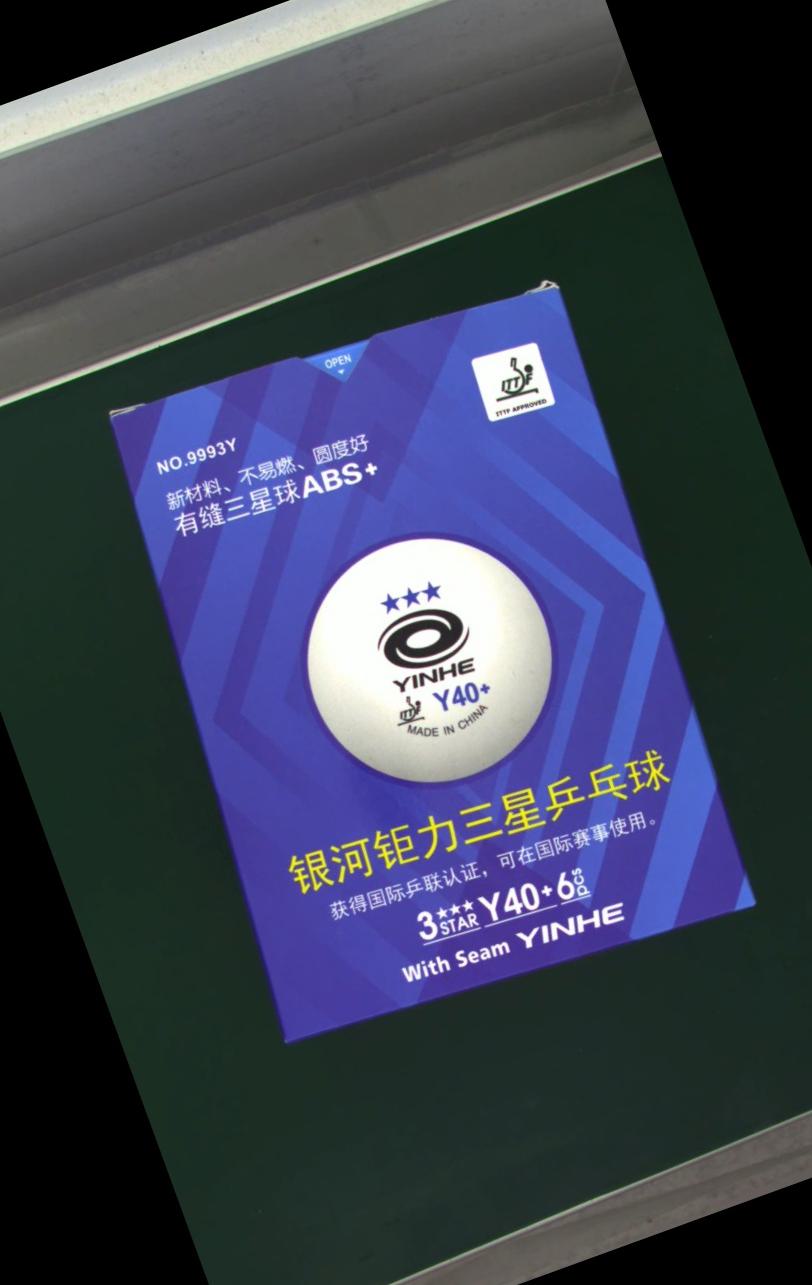 OPEN
ITTF
ITTF APPROVED
NO.9993Y
新材料、不易燃、圆度好
有缝三星球ABS+
YINHE
ITTF Y40+
MADE IN CHINA
银河钜力三星乒乓球
获得国际乒联认证，可在国际赛事使用。
3 STAR Y40+ 6 PCS
With Seam YINHE